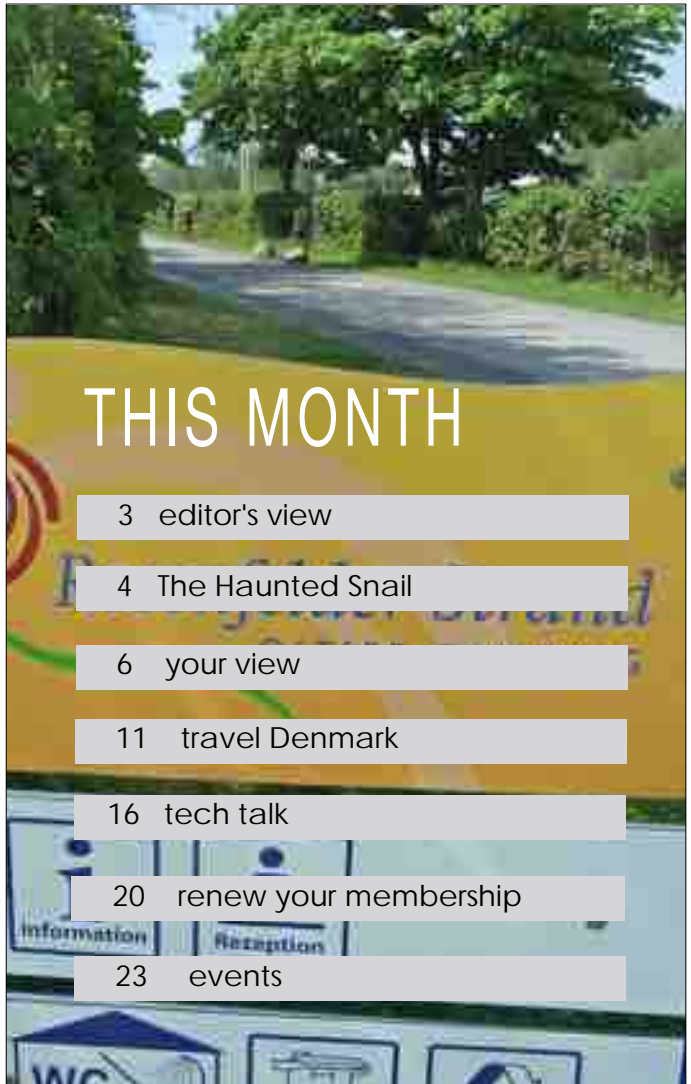 THIS MONTH
3 editor's view
4 The Haunted Snail
6 your view
11 travel Denmark
16 tech talk
20 renew your membership
23 events
Strand
Information
Rezeption
WC